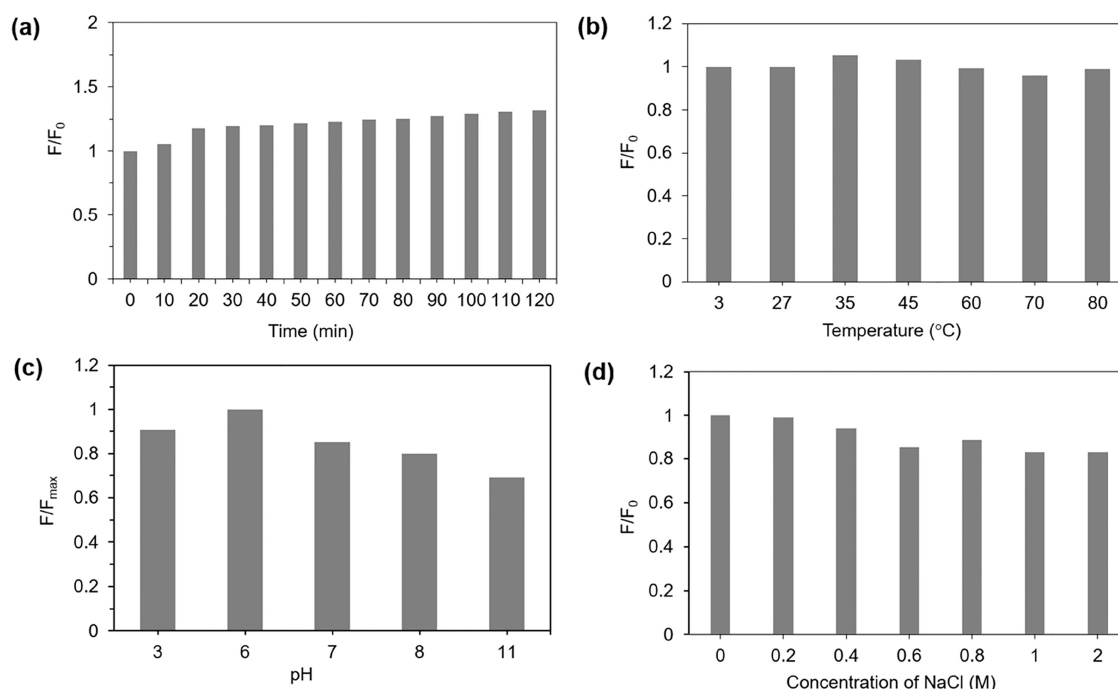 (a)
2
1.5
1
0.5
0
F/F0
0 10 20 30 40 50 60 70 80 90 100 110 120
Time (min)
(b)
1.2
1
0.8
0.6
0.4
0.2
0
F/F0
3 27 35 45 60 70 80
Temperature (°C)
(c)
1.2
1
0.8
0.6
0.4
0.2
0
F/Fmax
3 6 7 8 11
pH
(d)
1.2
1
0.8
0.6
0.4
0.2
0
F/F0
0 0.2 0.4 0.6 0.8 1 2
Concentration of NaCl (M)